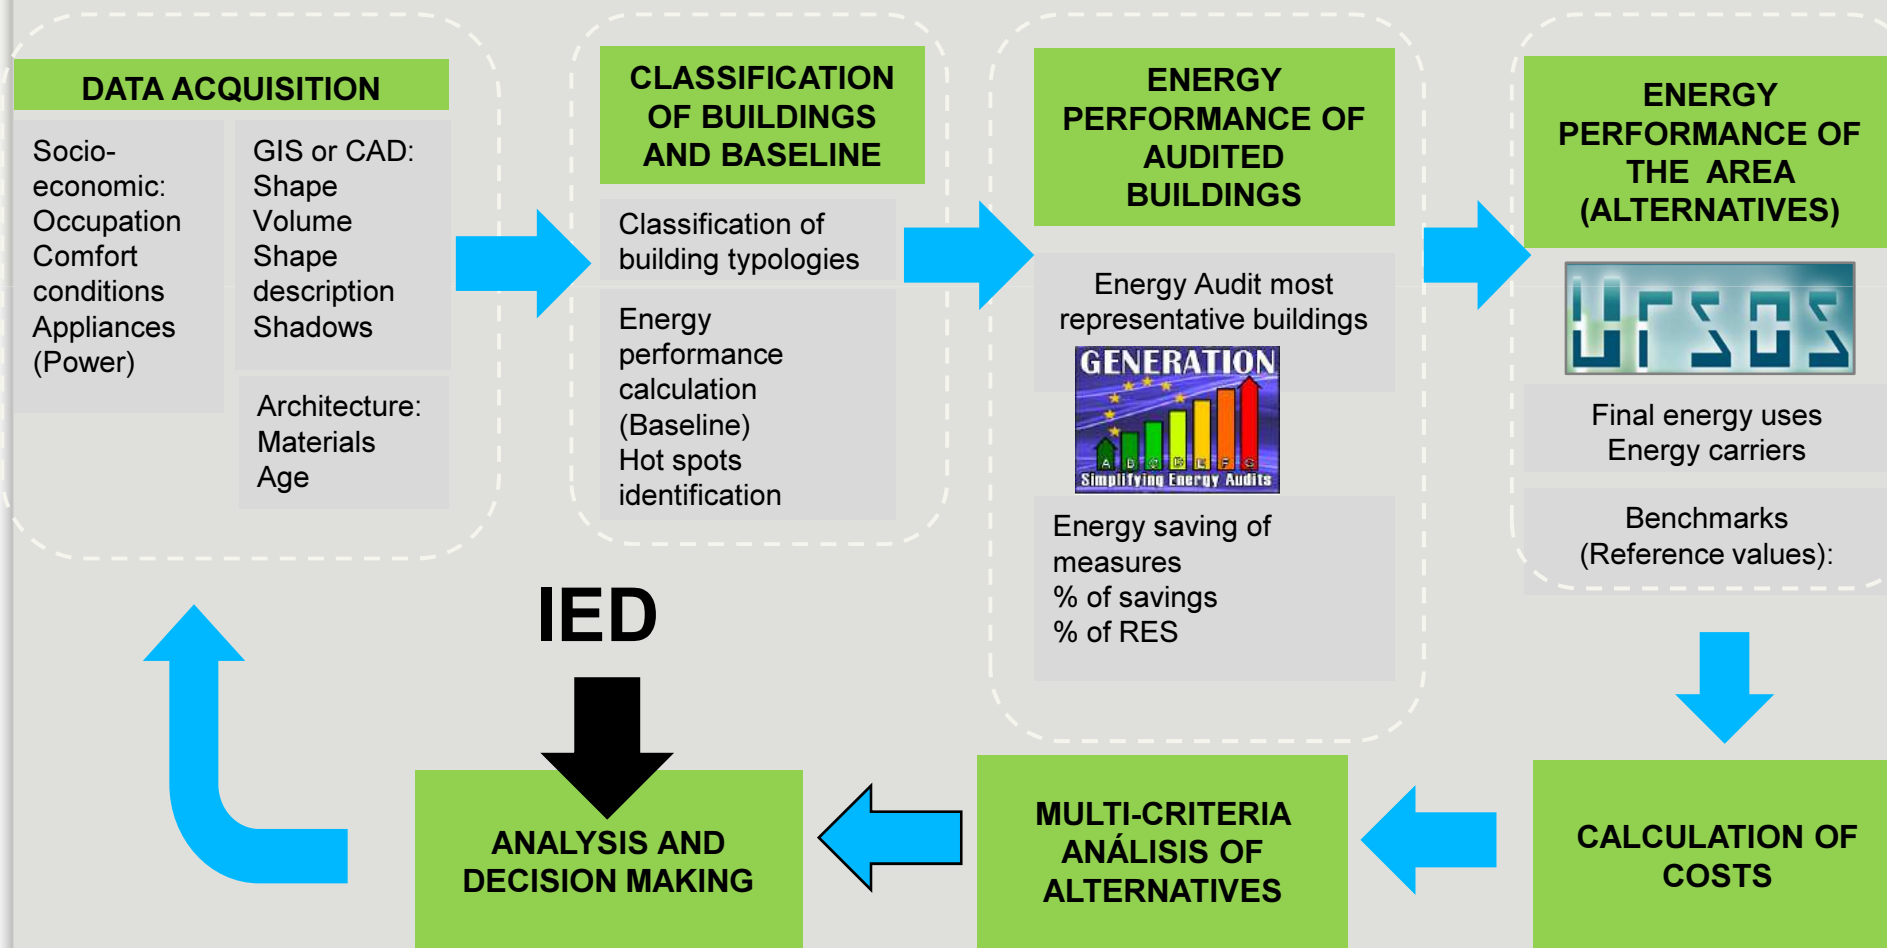 DATA ACQUISITION
Socio-
economic:
Occupation
Comfort
conditions
Appliances
(Power)
GIS or CAD:
Shape
Volume
Shape
description
Shadows
Architecture:
Materials
Age
CLASSIFICATION
OF BUILDINGS
AND BASELINE
Classification of
building typologies
Energy
performance
calculation
(Baseline)
Hot spots
identification
ENERGY
PERFORMANCE OF
AUDITED
BUILDINGS
Energy Audit most
representative buildings
GENERATION
A B C D E F G
Simplifying Energy Audits
Energy saving of
measures
% of savings
% of RES
ENERGY
PERFORMANCE OF
THE AREA
(ALTERNATIVES)
Ursos
Final energy uses
Energy carriers
Benchmarks
(Reference values):
IED
ANALYSIS AND
DECISION MAKING
MULTI-CRITERIA
ANÁLISIS OF
ALTERNATIVES
CALCULATION OF
COSTS